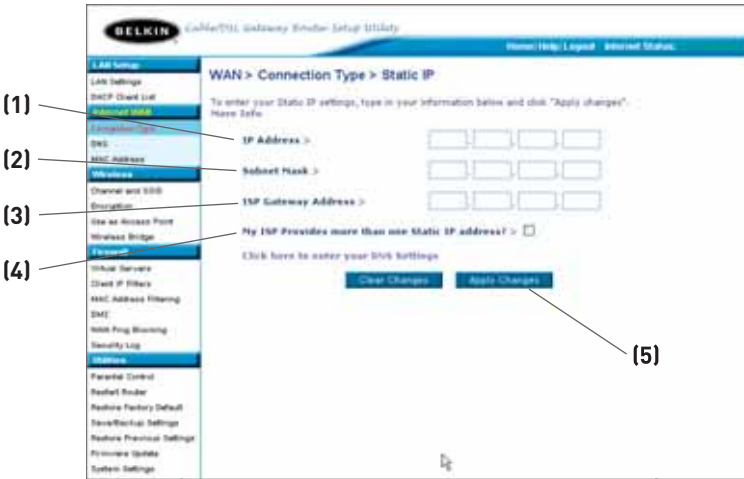 BELKIN
Cable/DSL Gateway Router Setup Utility
Home|Help|Logout Internet Status:
LAN Setup
LAN Settings
DHCP Client List
Internet WAN
Connection Type
DNS
MAC Address
Wireless
Channel and SSID
Encryption
Use as Access Point
Wireless Bridge
Firewall
Virtual Servers
Client IP Filters
MAC Address Filtering
DMZ
WAN Ping Blocking
Security Log
Utilities
Parental Control
Restart Router
Restore Factory Default
Save/Backup Settings
Restore Previous Settings
Firmware Update
System Settings
WAN > Connection Type > Static IP
To enter your Static IP settings, type in your information below and click "Apply changes".
More Info
(1)
IP Address >
(2)
Subnet Mask >
(3)
ISP Gateway Address >
(4)
My ISP Provides more than one Static IP address? >
Click here to enter your DNS Settings
Clear Changes
Apply Changes
(5)